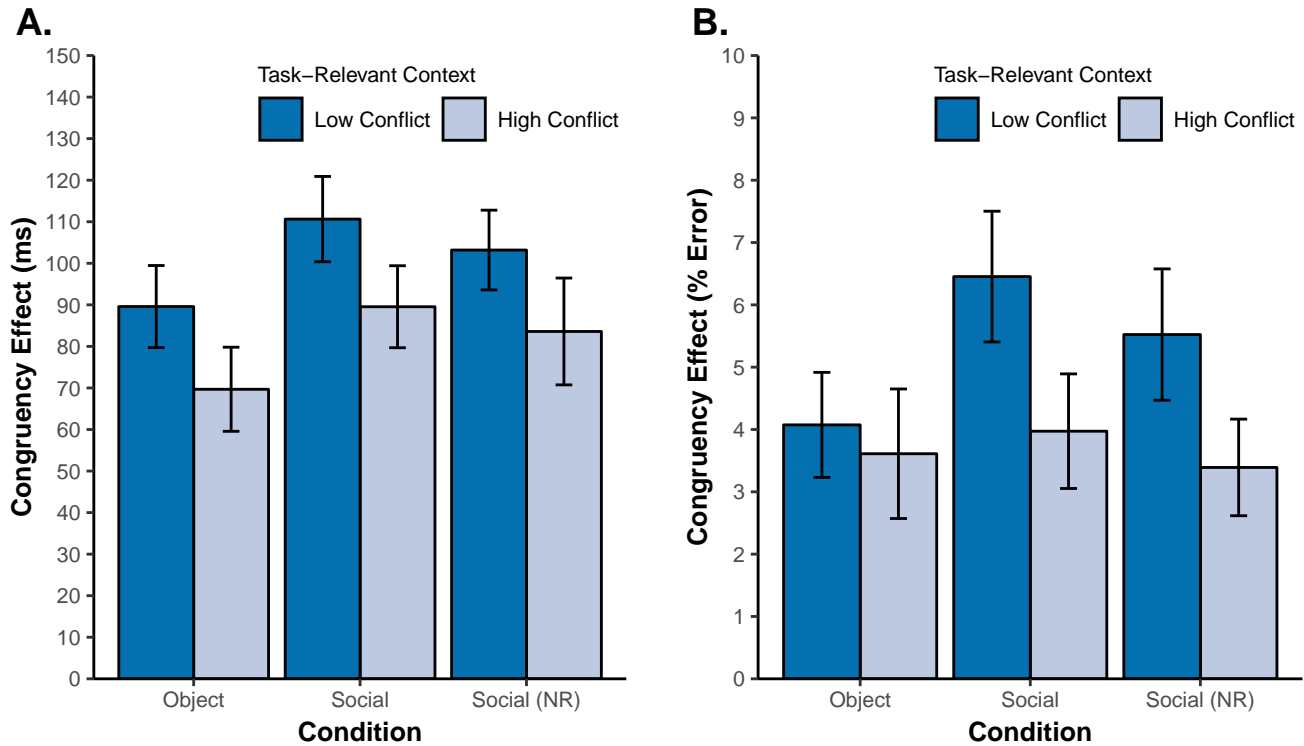 A.
Congruency Effect (ms)
150
140
130
120
110
100
90
80
70
60
50
40
30
20
10
0
Task−Relevant Context
Low Conflict
High Conflict
Object
Social
Social (NR)
Condition
B.
Congruency Effect (% Error)
10
9
8
7
6
5
4
3
2
1
0
Task−Relevant Context
Low Conflict
High Conflict
Object
Social
Social (NR)
Condition